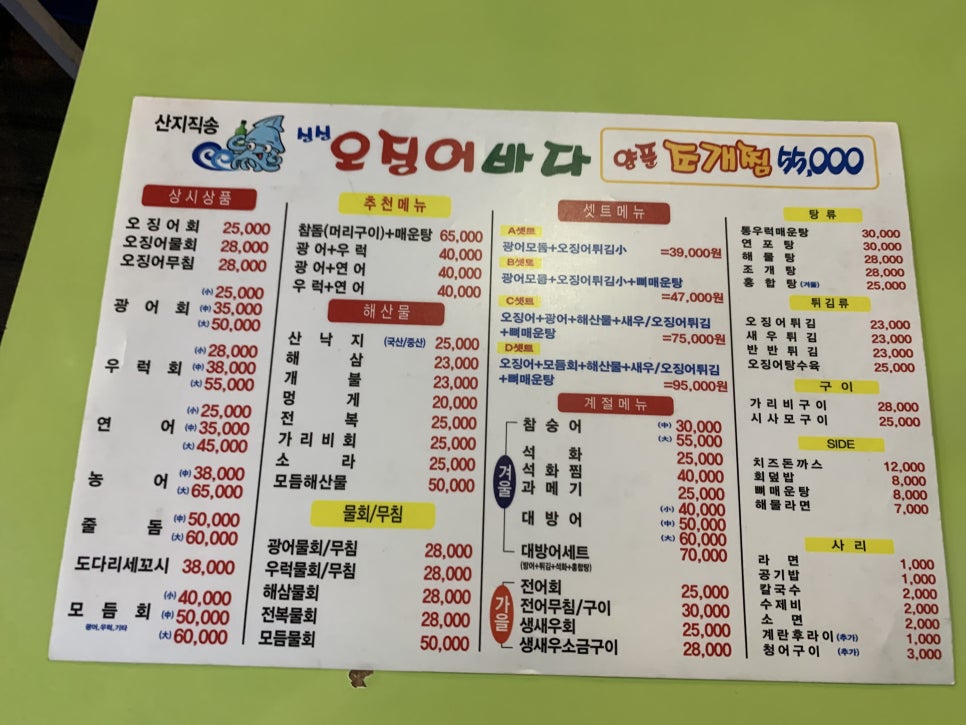 산지직송
오징어바다
상시상품
오징어회 25,000
오징어물회 28,000
오징어무침 28,000
광어회 (小) 25,000
(中) 35,000
(大) 50,000
우럭회 (小) 28,000
(中) 38,000
(大) 55,000
연어 (小) 25,000
(中) 35,000
(大) 45,000
농어 (中) 38,000
(大) 65,000
줄돔 (中) 50,000
(大) 60,000
도다리세꼬시 38,000
모듬회 (小) 40,000
광어,우럭,기타 (中) 50,000
(大) 60,000
추천메뉴
참돔(머리구이)+매운탕 65,000
광어+우럭 40,000
광어+연어 40,000
우럭+연어 40,000
해산물
산낙지 (국산/중산) 25,000
해삼 23,000
개불 23,000
멍게 20,000
전복 25,000
가리비회 25,000
소라 25,000
모듬해산물 50,000
물회/무침
광어물회/무침 28,000
우럭물회/무침 28,000
해삼물회 28,000
전복물회 28,000
모듬물회 50,000
셋트메뉴
A셋트
광어모듬+오징어튀김小 =39,000원
B셋트
광어모듬+오징어튀김小+뼈매운탕
=47,000원
C셋트
오징어+광어+해산물+새우/오징어튀김
+뼈매운탕 =75,000원
D셋트
오징어+모듬회+해산물+새우/오징어튀김
+뼈매운탕 =95,000원
계절메뉴
겨울
참숭어 (中) 30,000
(大) 55,000
석화 25,000
석화찜 40,000
과메기 25,000
대방어 (小) 40,000
(中) 50,000
(大) 60,000
대방어세트 70,000
(방어+튀김+석화+홍합탕)
가을
전어회 25,000
전어무침/구이 30,000
생새우회 25,000
생새우소금구이 28,000
탕류
통우럭매운탕 30,000
연포탕 30,000
해물탕 28,000
조개탕 28,000
홍합탕 (겨울) 25,000
튀김류
오징어튀김 23,000
새우튀김 23,000
반반튀김 23,000
오징어탕수육 25,000
구이
가리비구이 28,000
시사모구이 25,000
SIDE
치즈돈까스 12,000
회덮밥 8,000
뼈매운탕 8,000
해물라면 7,000
사리
라면 1,000
공기밥 1,000
칼국수 2,000
수제비 2,000
소면 2,000
계란후라이 (추가) 1,000
청어구이 (추가) 3,000